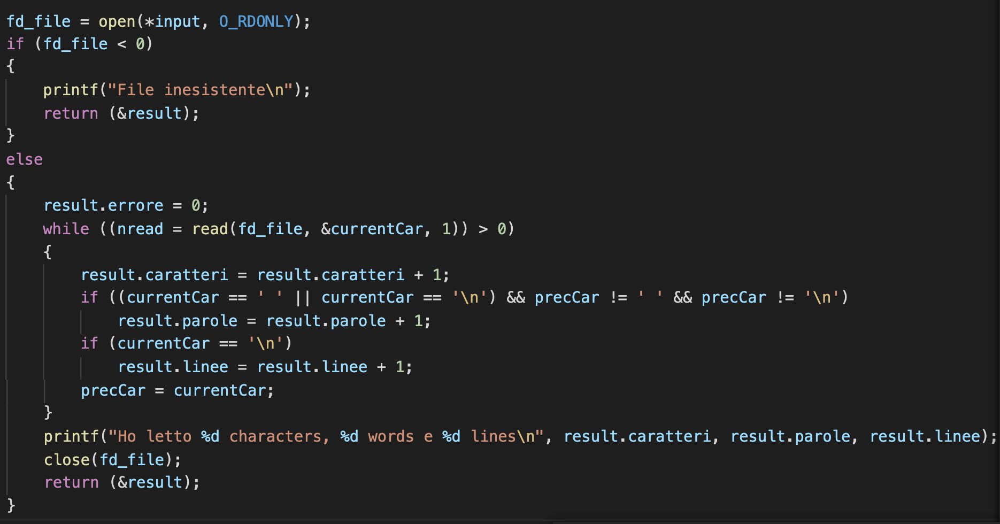 fd_file = open(*input, O_RDONLY);
if (fd_file < 0)
{
    printf("File inesistente\n");
    return (&result);
}
else
{
    result.errore = 0;
    while ((nread = read(fd_file, &currentCar, 1)) > 0)
    {
        result.caratteri = result.caratteri + 1;
        if ((currentCar == ' ' || currentCar == '\n') && precCar != ' ' && precCar != '\n')
            result.parole = result.parole + 1;
        if (currentCar == '\n')
            result.linee = result.linee + 1;
        precCar = currentCar;
    }
    printf("Ho letto %d characters, %d words e %d lines\n", result.caratteri, result.parole, result.linee);
    close(fd_file);
    return (&result);
}